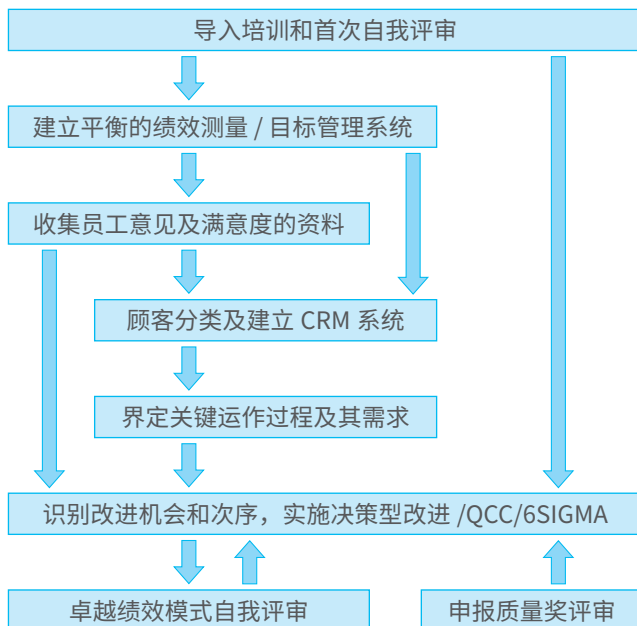 导入培训和首次自我评审
建立平衡的绩效测量 / 目标管理系统
收集员工意见及满意度的资料
顾客分类及建立 CRM 系统
界定关键运作过程及其需求
识别改进机会和次序，实施决策型改进 /QCC/6SIGMA
卓越绩效模式自我评审
申报质量奖评审